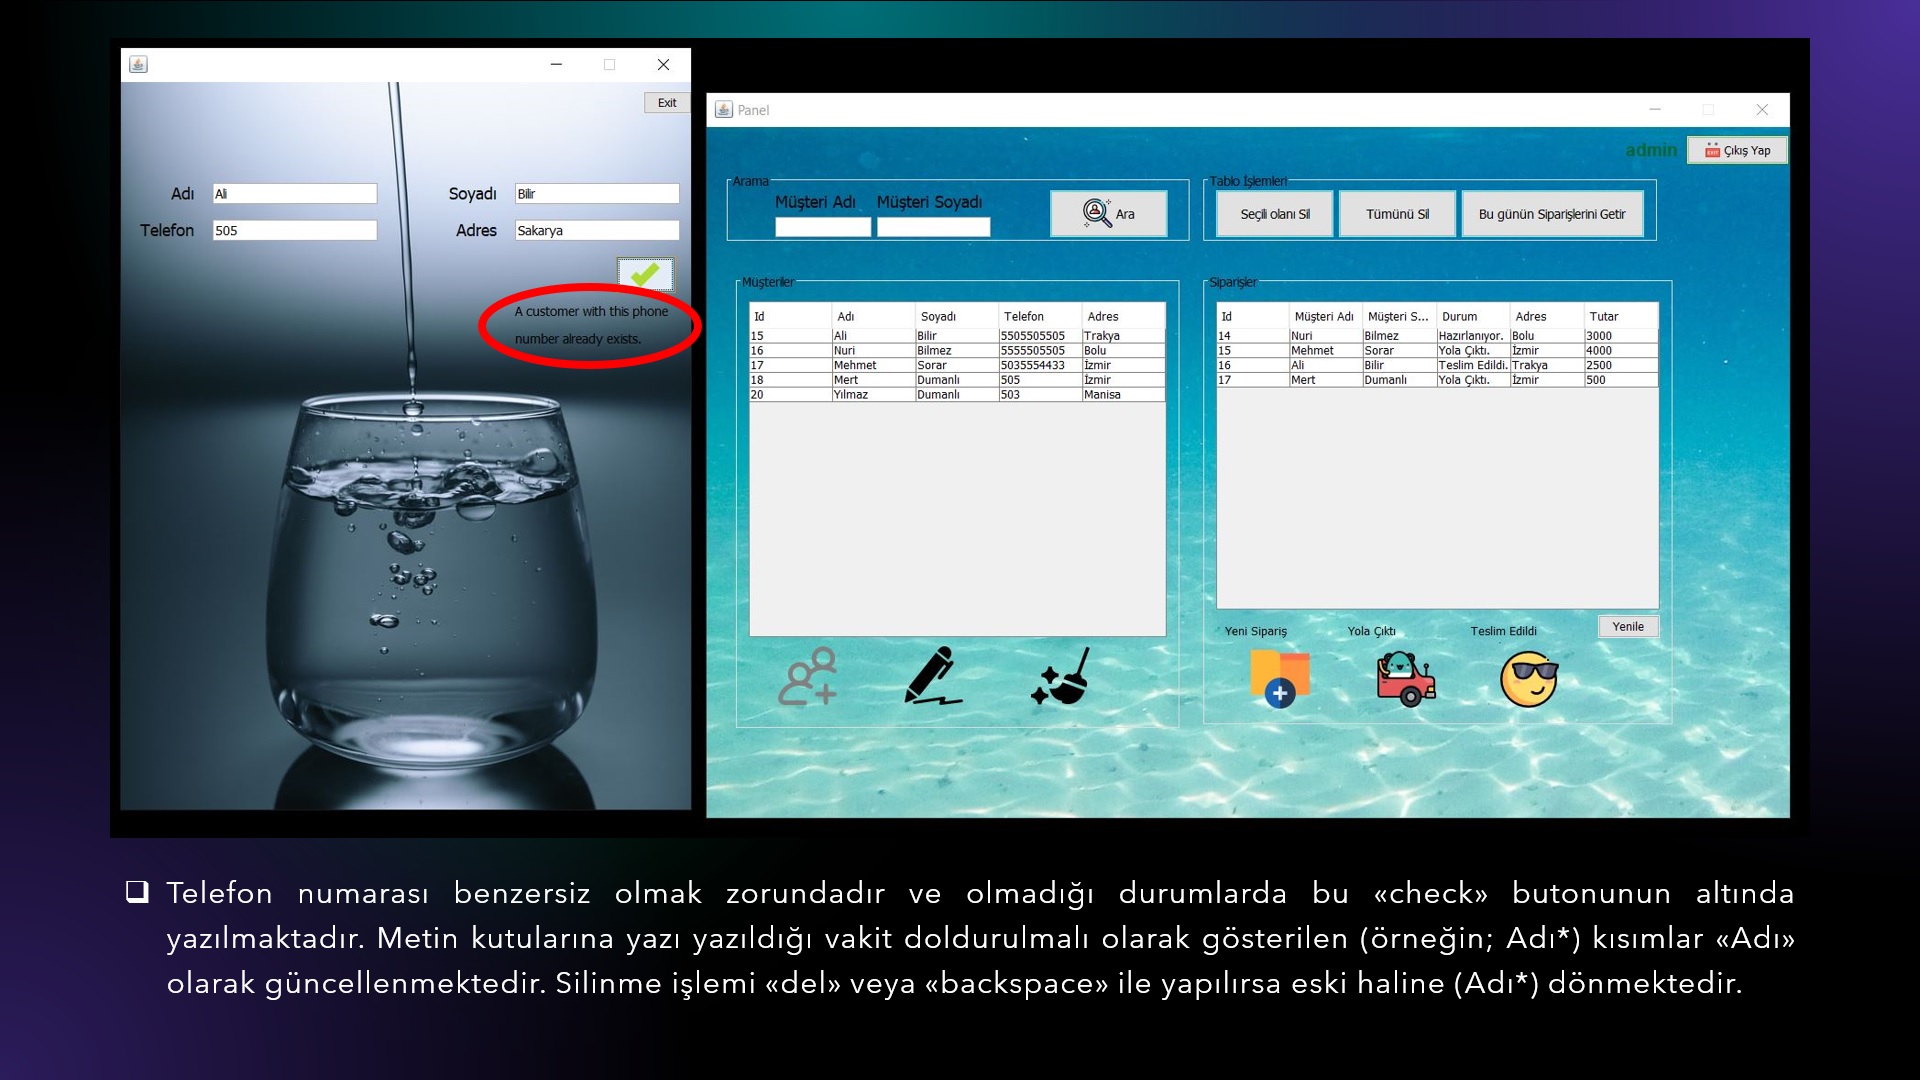 Exit
Adı Ali Soyadı Bilir
Telefon 505 Adres Sakarya
A customer with this phone
number already exists.
Panel
admin Çıkış Yap
Arama
Müşteri Adı Müşteri Soyadı
Ara
Tablo İşlemleri
Seçili olanı Sil Tümünü Sil Bu günün Siparişlerini Getir
Müşteriler
Id Adı Soyadı Telefon Adres
15 Ali Bilir 5505505505 Trakya
16 Nuri Bilmez 5555505505 Bolu
17 Mehmet Sorar 5035554433 İzmir
18 Mert Dumanlı 505 İzmir
20 Yılmaz Dumanlı 503 Manisa
Siparişler
Id Müşteri Adı Müşteri S... Durum Adres Tutar
14 Nuri Bilmez Hazırlanıyor. Bolu 3000
15 Mehmet Sorar Yola Çıktı. İzmir 4000
16 Ali Bilir Teslim Edildi. Trakya 2500
17 Mert Dumanlı Yola Çıktı. İzmir 500
Yeni Sipariş Yola Çıktı Teslim Edildi Yenile
Telefon numarası benzersiz olmak zorundadır ve olmadığı durumlarda bu «check» butonunun altında
yazılmaktadır. Metin kutularına yazı yazıldığı vakit doldurulmalı olarak gösterilen (örneğin; Adı*) kısımlar «Adı»
olarak güncellenmektedir. Silinme işlemi «del» veya «backspace» ile yapılırsa eski haline (Adı*) dönmektedir.